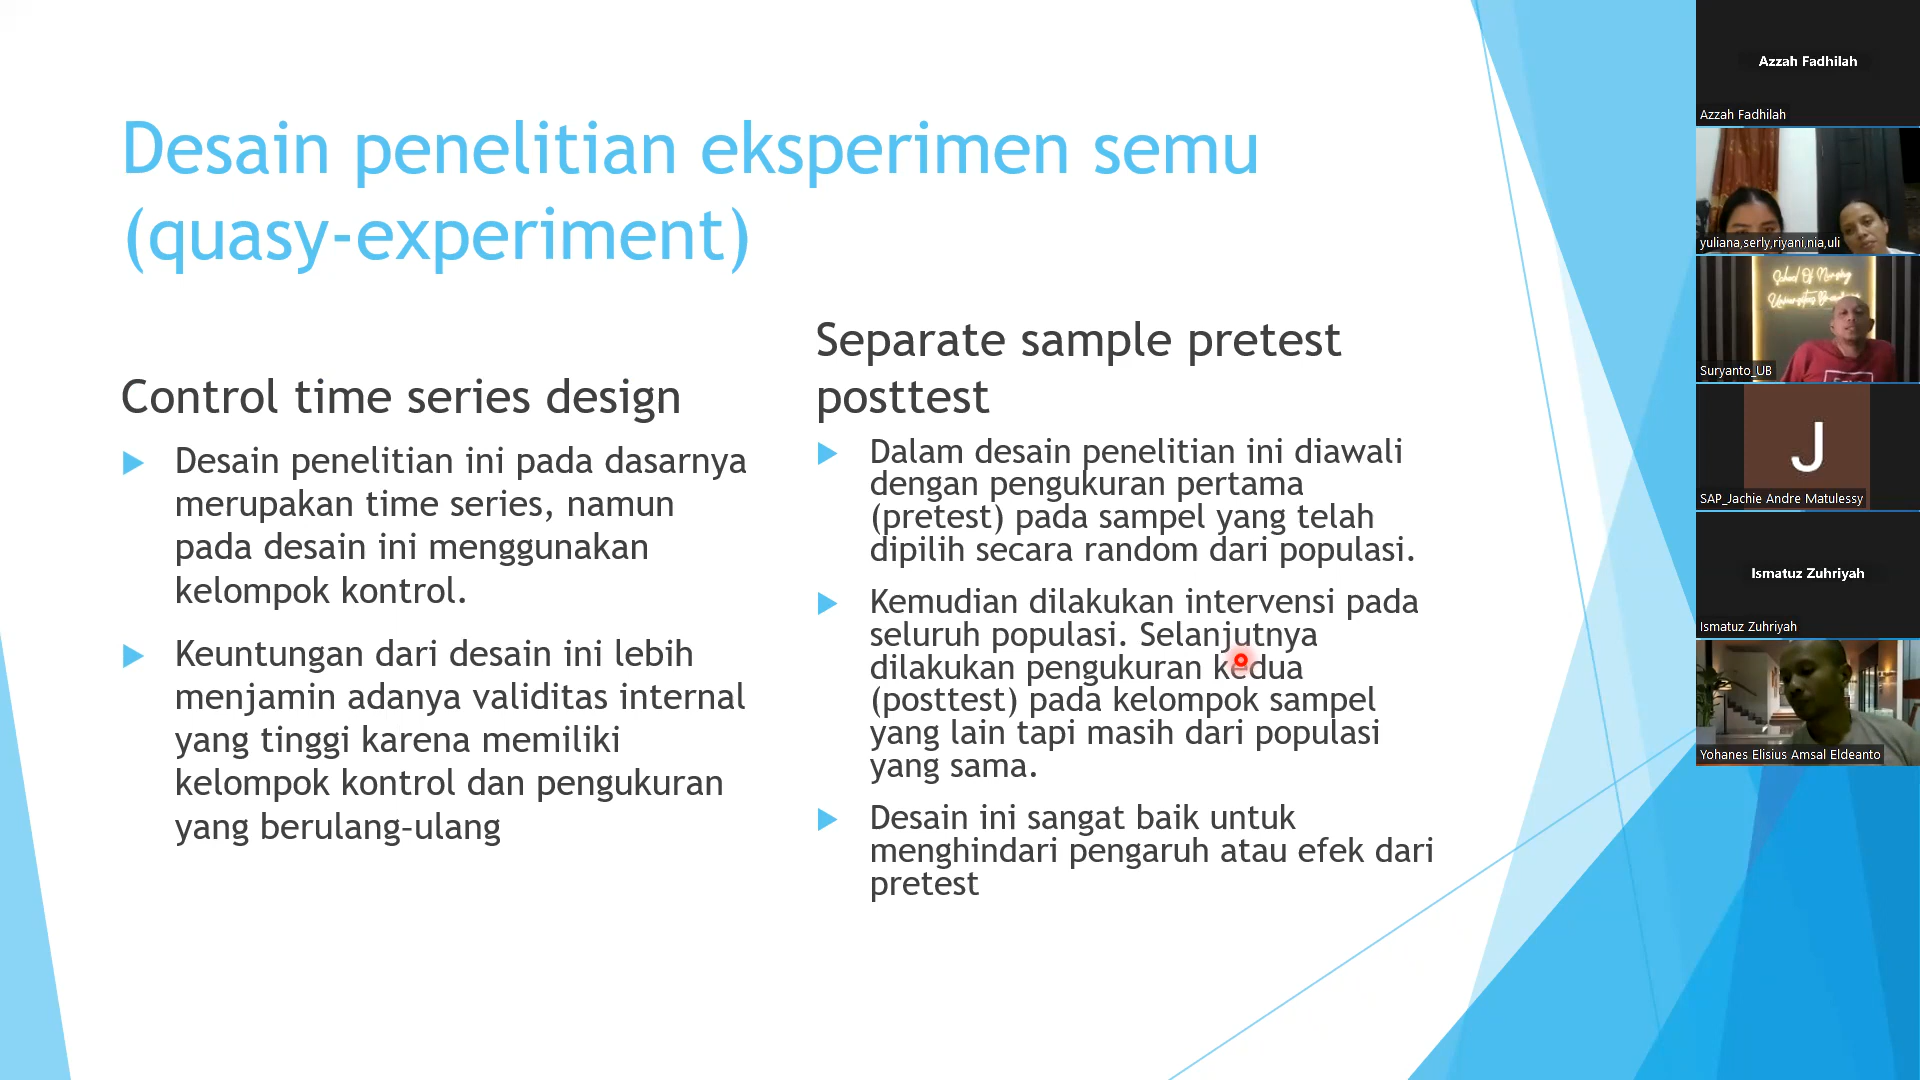 Desain penelitian eksperimen semu
(quasy-experiment)
Control time series design
Desain penelitian ini pada dasarnya
merupakan time series, namun
pada desain ini menggunakan
kelompok kontrol.
Keuntungan dari desain ini lebih
menjamin adanya validitas internal
yang tinggi karena memiliki
kelompok kontrol dan pengukuran
yang berulang-ulang
Separate sample pretest
posttest
Dalam desain penelitian ini diawali
dengan pengukuran pertama
(pretest) pada sampel yang telah
dipilih secara random dari populasi.
Kemudian dilakukan intervensi pada
seluruh populasi. Selanjutnya
dilakukan pengukuran kedua
(posttest) pada kelompok sampel
yang lain tapi masih dari populasi
yang sama.
Desain ini sangat baik untuk
menghindari pengaruh atau efek dari
pretest
Azzah Fadhilah
Azzah Fadhilah
yuliana,serly,riyani,nia,uli
School Of Nursing
Universitas
Suryanto_UB
J
SAP_Jachie Andre Matulessy
Ismatuz Zuhriyah
Ismatuz Zuhriyah
Yohanes Elisius Amsal Eldeanto